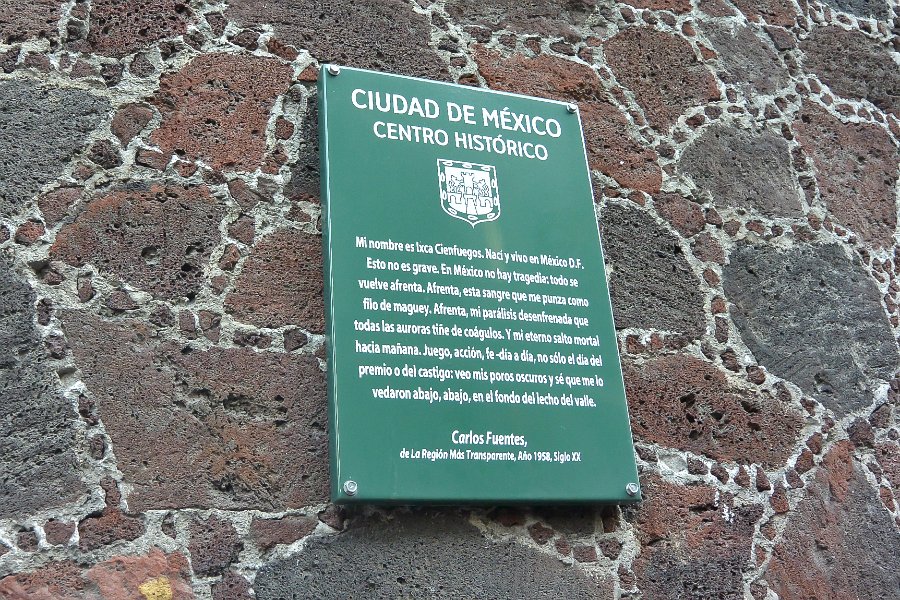 CIUDAD DE MÉXICO
CENTRO HISTÓRICO
Mi nombre es Ixca Cienfuegos. Nací y vivo en México D.F.
Esto no es grave. En México no hay tragedia: todo se
vuelve afrenta. Afrenta, esta sangre que me punza como
filo de maguey. Afrenta, mi parálisis desenfrenada que
todas las auroras tiñe de coágulos. Y mi eterno salto mortal
hacia mañana. Juego, acción, fe -día a día, no sólo el día del
premio o del castigo: veo mis poros oscuros y sé que me lo
vedaron abajo, abajo, en el fondo del lecho del valle.
Carlos Fuentes,
de La Región Más Transparente, Año 1958, Siglo XX